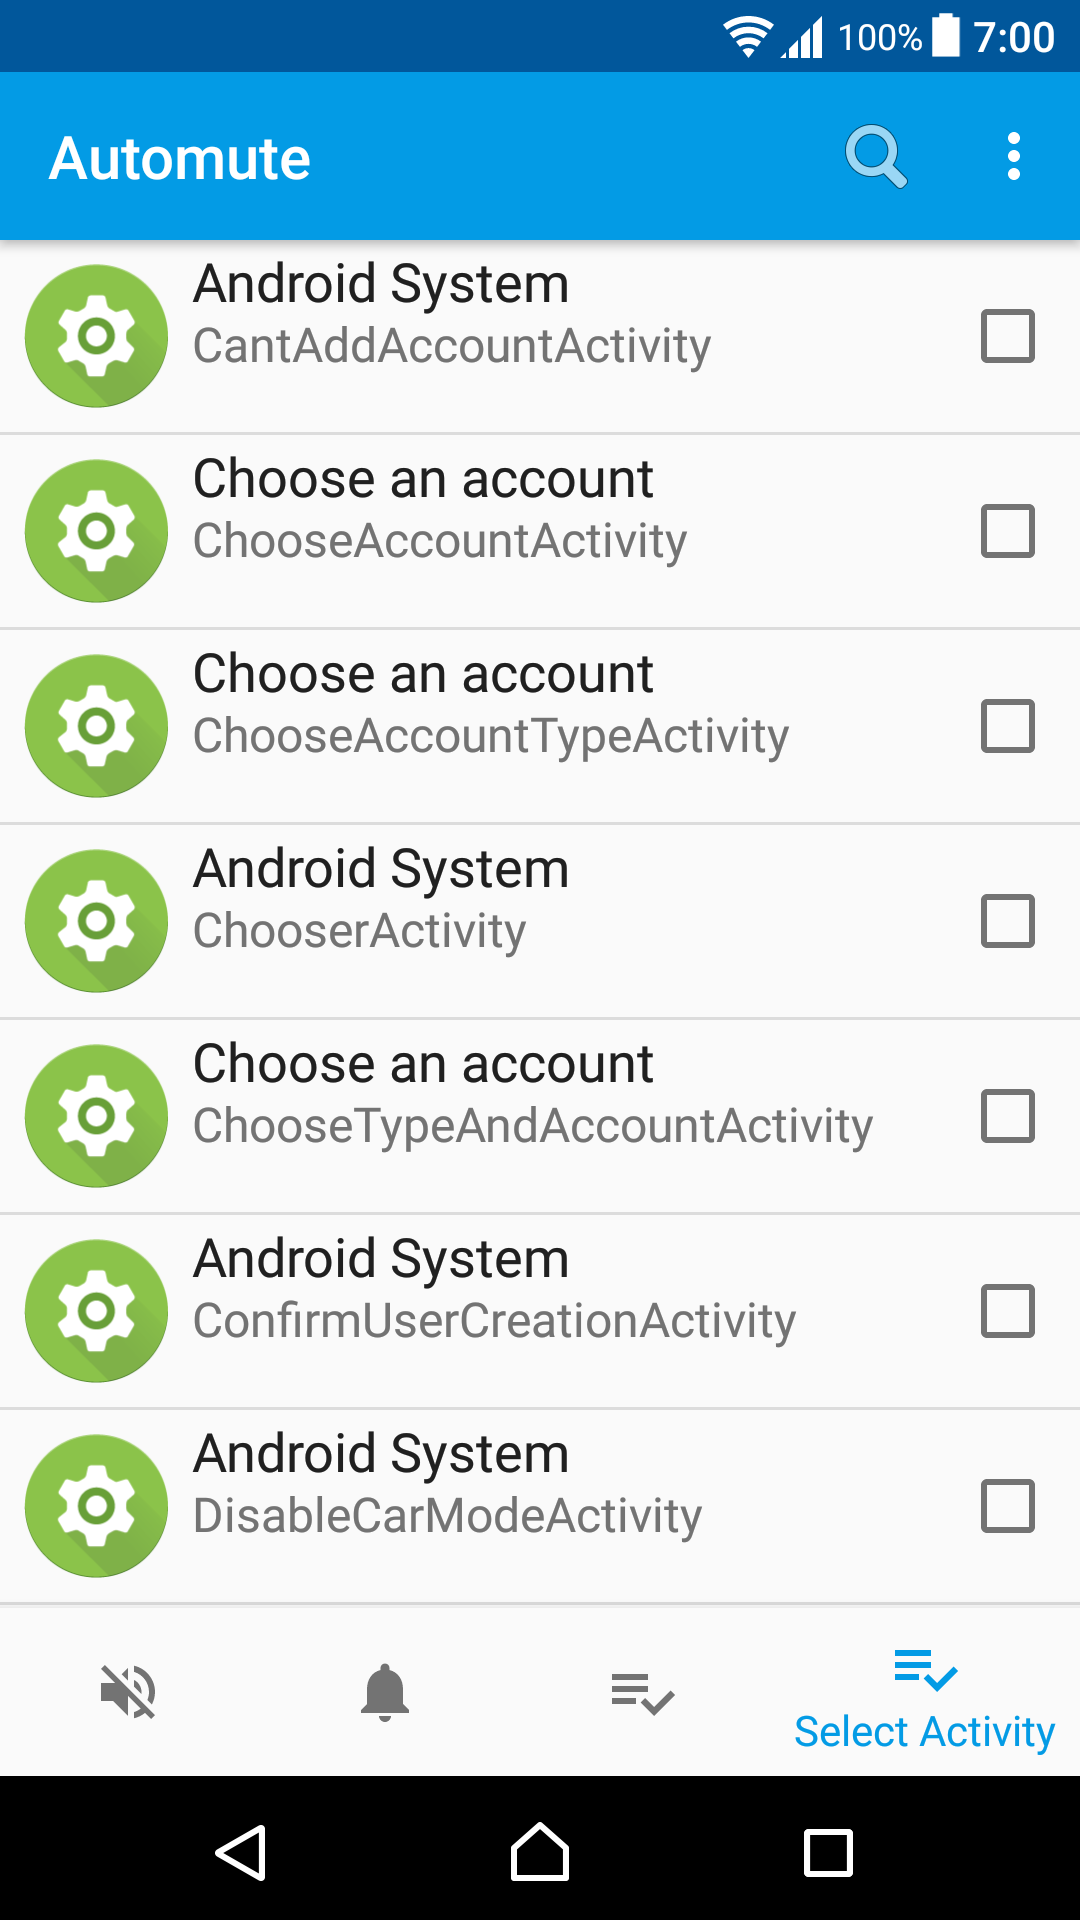 100% 7:00
Automute
Android System
CantAddAccountActivity
Choose an account
ChooseAccountActivity
Choose an account
ChooseAccountTypeActivity
Android System
ChooserActivity
Choose an account
ChooseTypeAndAccountActivity
Android System
ConfirmUserCreationActivity
Android System
DisableCarModeActivity
Select Activity